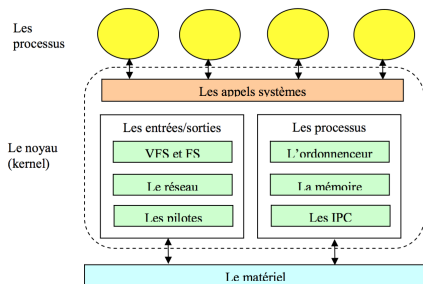 Les
processus
Les appels systèmes
Le noyau
(kernel)
Les entrées/sorties
VFS et FS
Le réseau
Les pilotes
Les processus
L'ordonnenceur
La mémoire
Les IPC
Le matériel